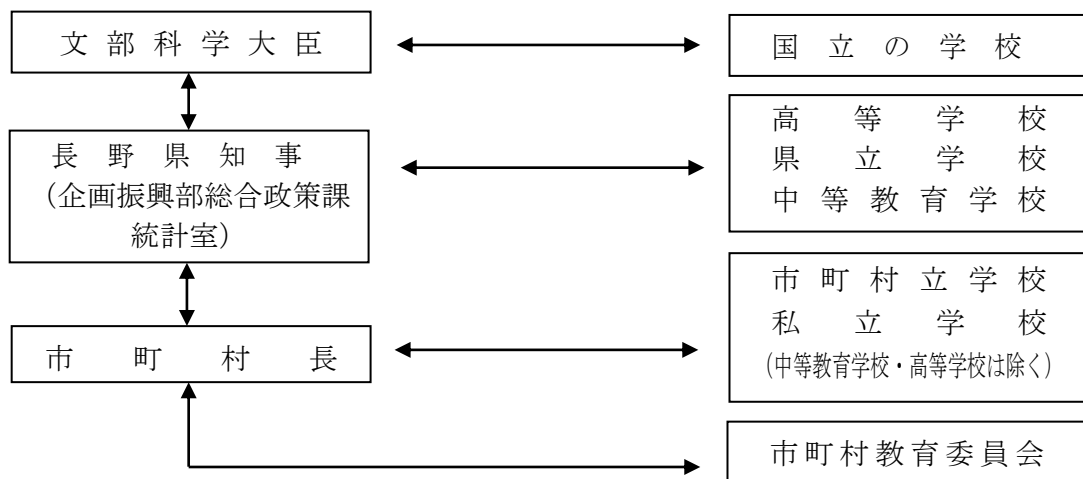 文部科学大臣
国立の学校
長野県知事
(企画振興部総合政策課
統計室)
高等学校
県立学校
中等教育学校
市町村長
市町村立学校
私立学校
(中等教育学校・高等学校は除く)
市町村教育委員会